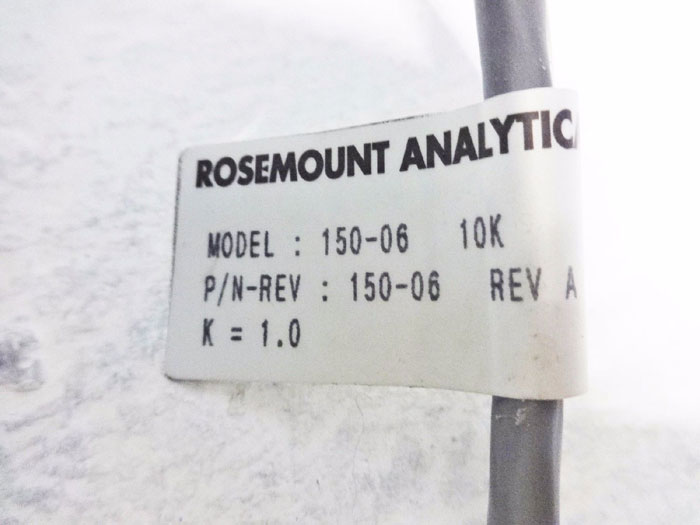 ROSEMOUNT ANALYTICA
MODEL : 150-06 10K
P/N-REV : 150-06 REV A
K = 1.0